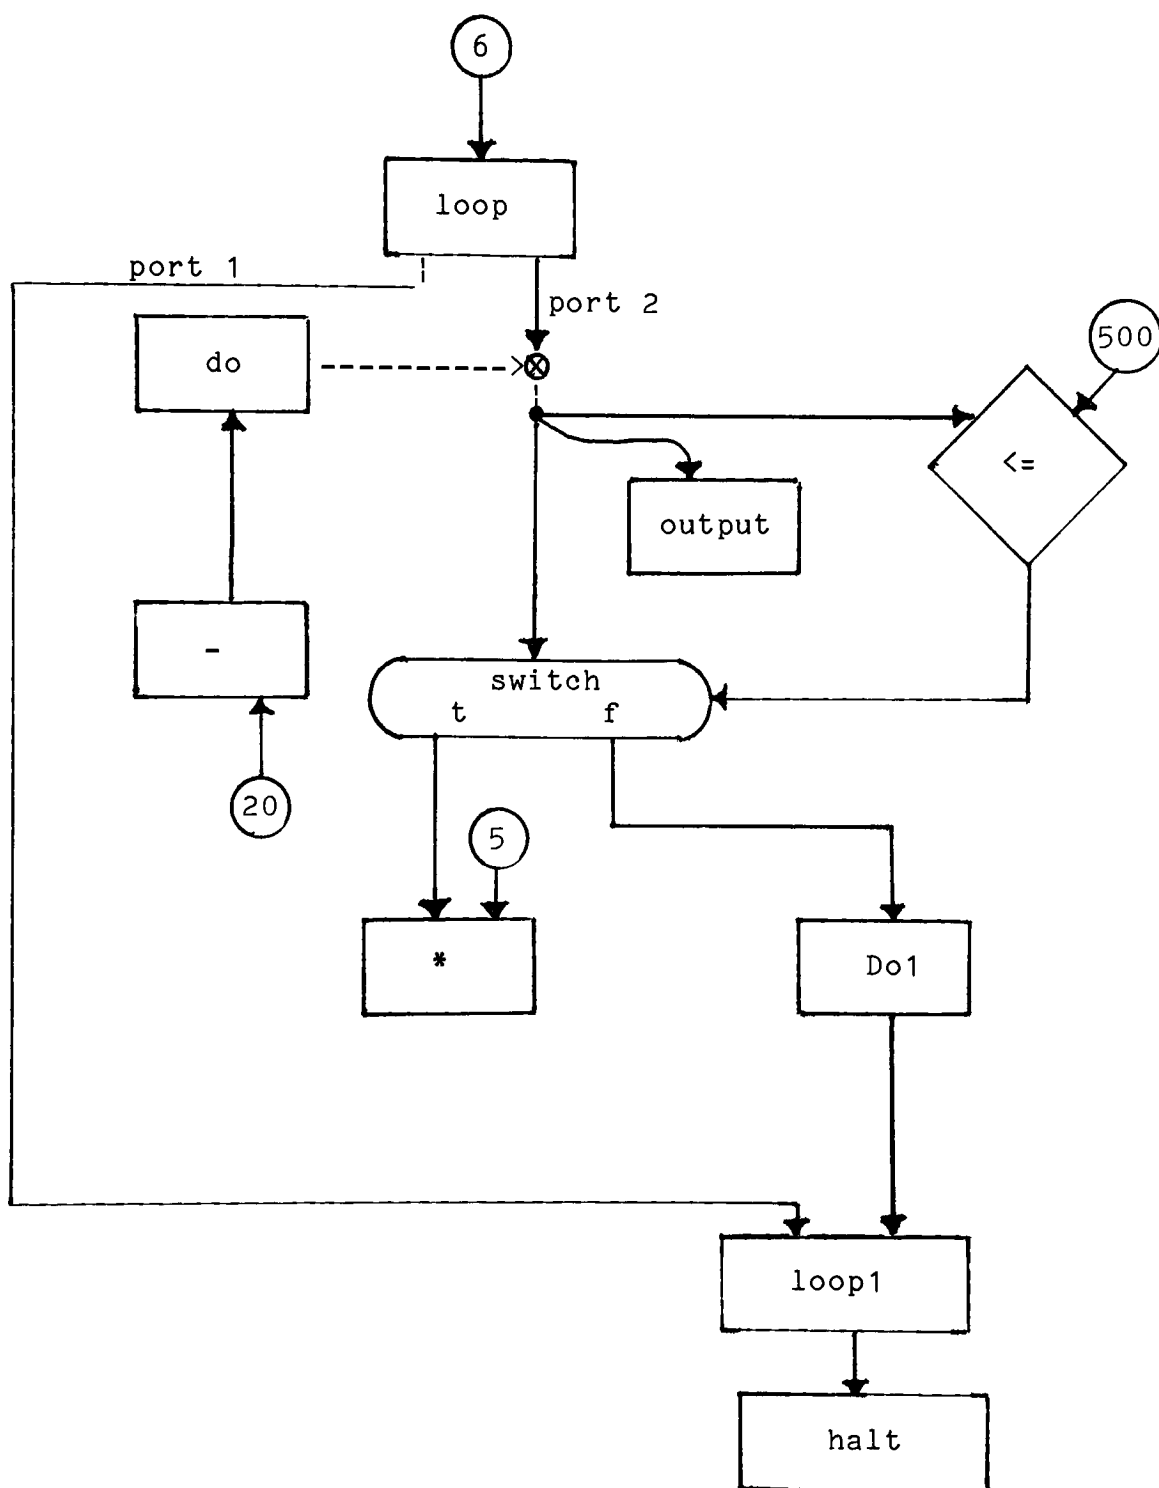 6
loop
port 1
port 2
500
do
<=
output
-
switch
t f
20
5
*
Do1
loop1
halt